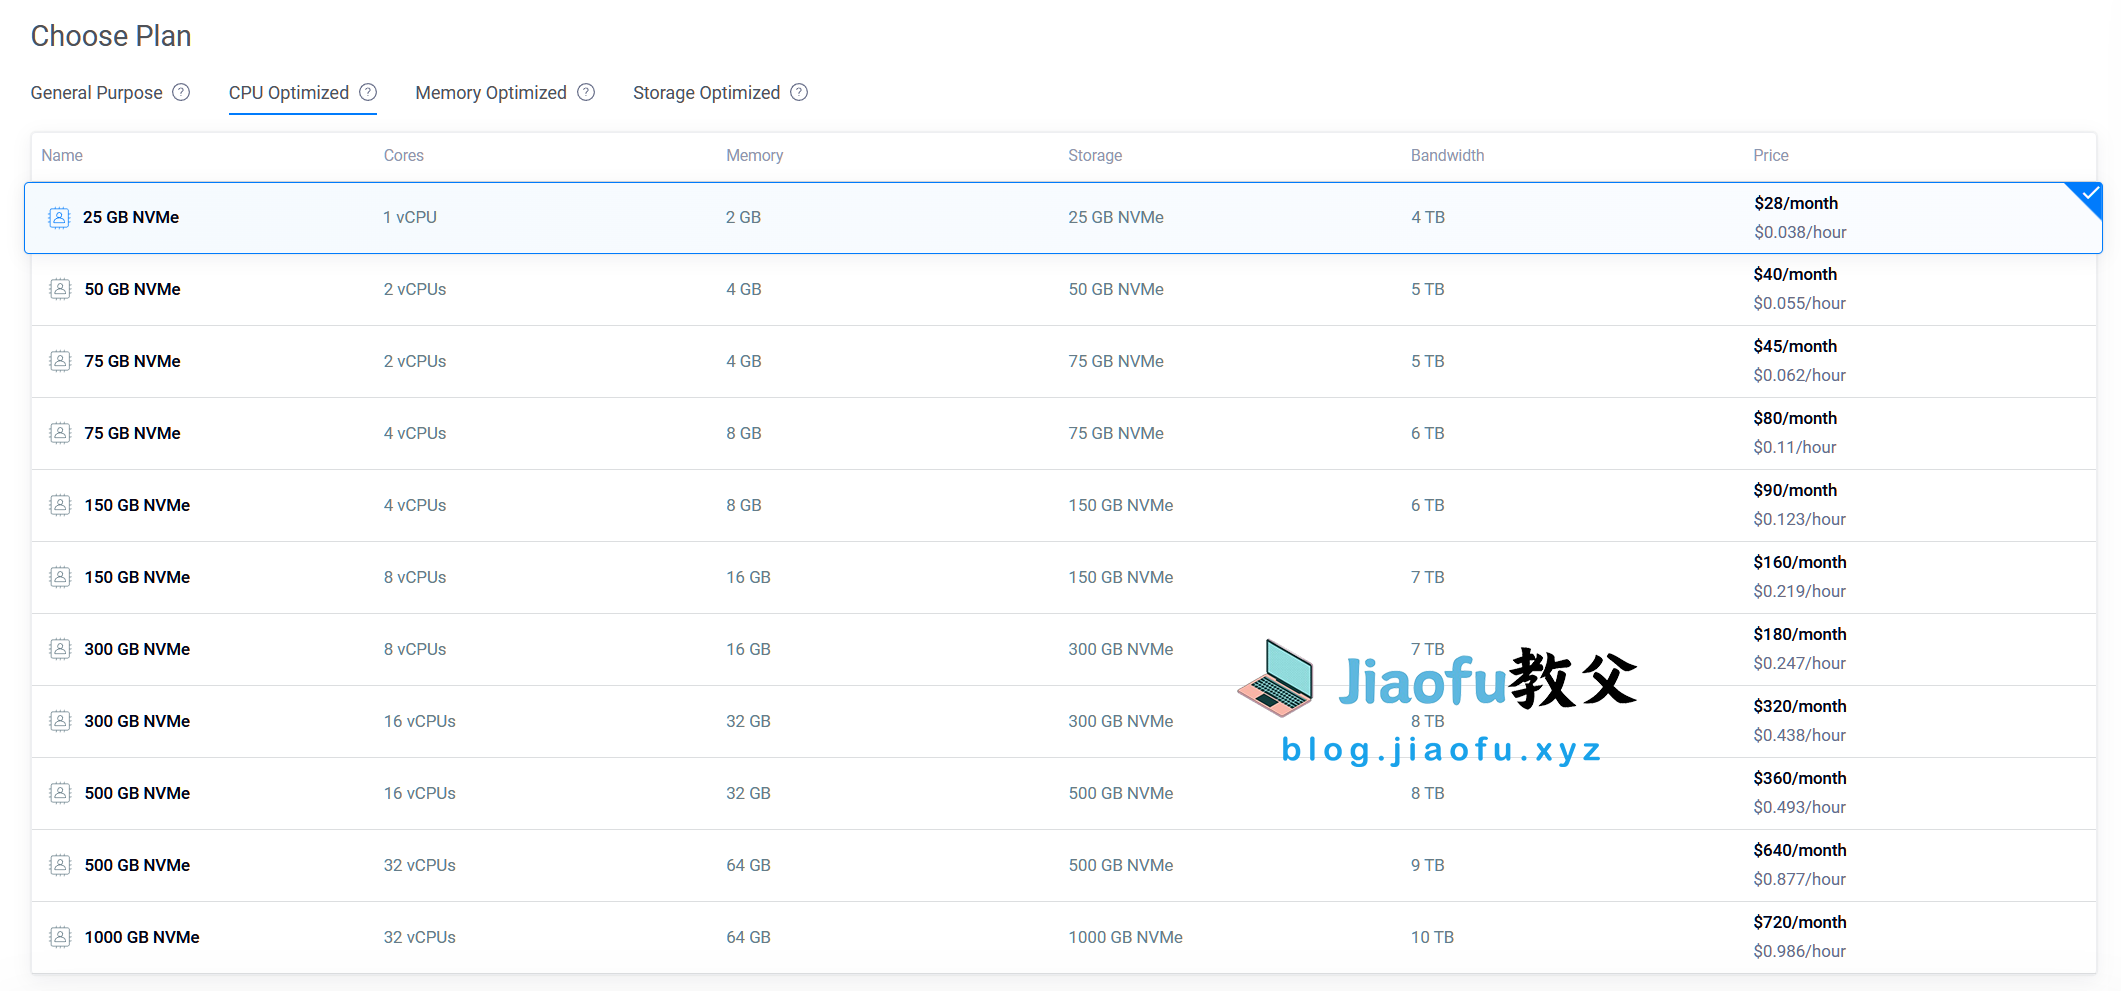 Choose Plan
General Purpose ? CPU Optimized ? Memory Optimized ? Storage Optimized ?
Name Cores Memory Storage Bandwidth Price
25 GB NVMe 1 vCPU 2 GB 25 GB NVMe 4 TB $28/month
$0.038/hour
50 GB NVMe 2 vCPUs 4 GB 50 GB NVMe 5 TB $40/month
$0.055/hour
75 GB NVMe 2 vCPUs 4 GB 75 GB NVMe 5 TB $45/month
$0.062/hour
75 GB NVMe 4 vCPUs 8 GB 75 GB NVMe 6 TB $80/month
$0.11/hour
150 GB NVMe 4 vCPUs 8 GB 150 GB NVMe 6 TB $90/month
$0.123/hour
150 GB NVMe 8 vCPUs 16 GB 150 GB NVMe 7 TB $160/month
$0.219/hour
300 GB NVMe 8 vCPUs 16 GB 300 GB NVMe 7 TB $180/month
$0.247/hour
Jiaofu教父
300 GB NVMe 16 vCPUs 32 GB 300 GB NVMe 8 TB $320/month
$0.438/hour
blog.jiaofu.xyz
500 GB NVMe 16 vCPUs 32 GB 500 GB NVMe 8 TB $360/month
$0.493/hour
500 GB NVMe 32 vCPUs 64 GB 500 GB NVMe 9 TB $640/month
$0.877/hour
1000 GB NVMe 32 vCPUs 64 GB 1000 GB NVMe 10 TB $720/month
$0.986/hour